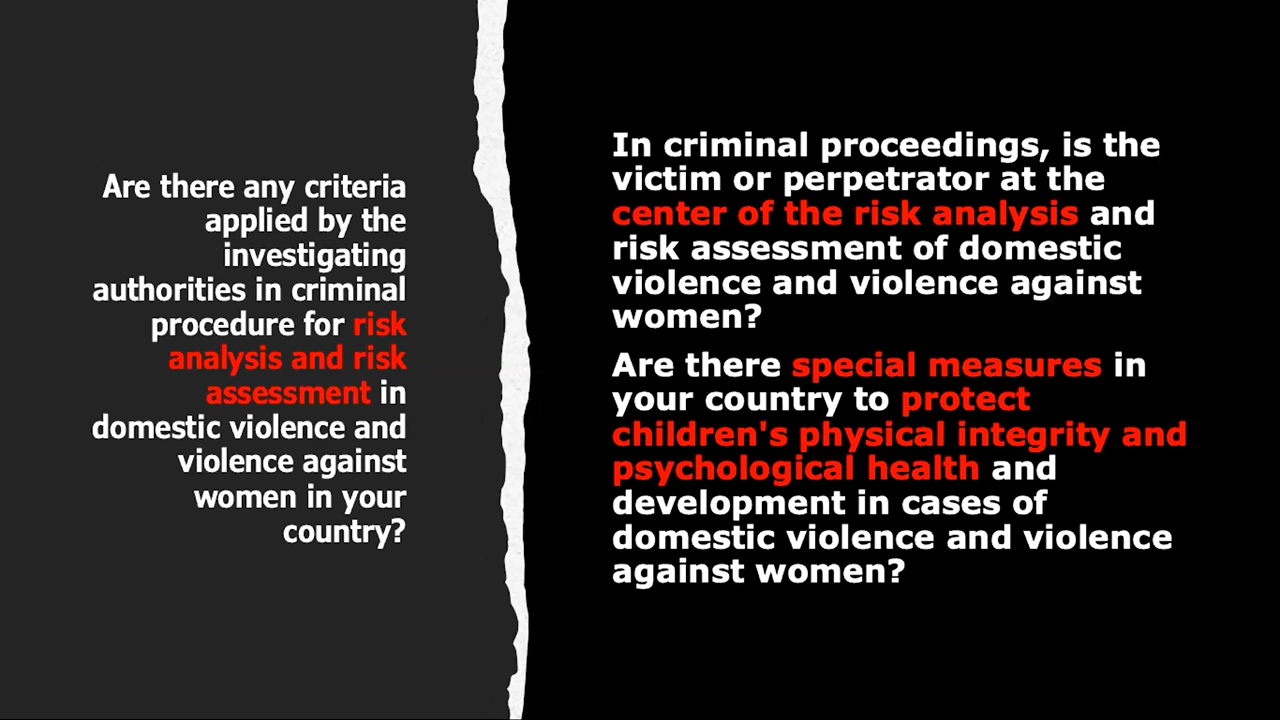 Are there any criteria
applied by the
investigating
authorities in criminal
procedure for risk
analysis and risk
assessment in
domestic violence and
violence against
women in your
country?
In criminal proceedings, is the
victim or perpetrator at the
center of the risk analysis and
risk assessment of domestic
violence and violence against
women?
Are there special measures in
your country to protect
children's physical integrity and
psychological health and
development in cases of
domestic violence and violence
against women?